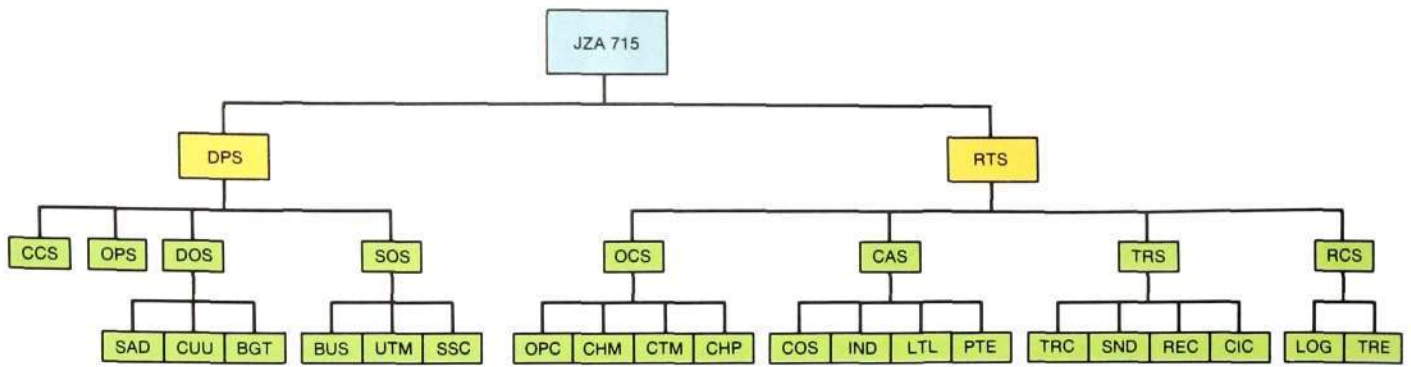 JZA 715
DPS RTS
CCS OPS DOS SOS OCS CAS TRS RCS
SAD CUU BGT BUS UTM SSC OPC CHM CTM CHP COS IND LTL PTE TRC SND REC CIC LOG TRE